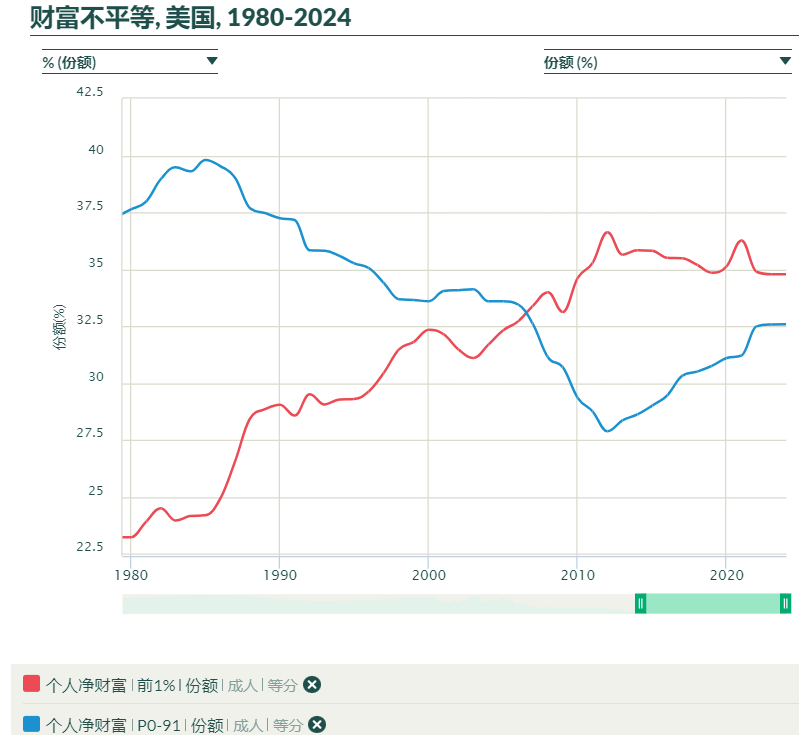 财富不平等, 美国, 1980-2024
% (份额) 份额 (%)
42.5
40
37.5
35
32.5
30
27.5
25
22.5
份额(%)
1980 1990 2000 2010 2020
个人净财富 | 前1% | 份额 | 成人 | 等分
个人净财富 | P0-91 | 份额 | 成人 | 等分